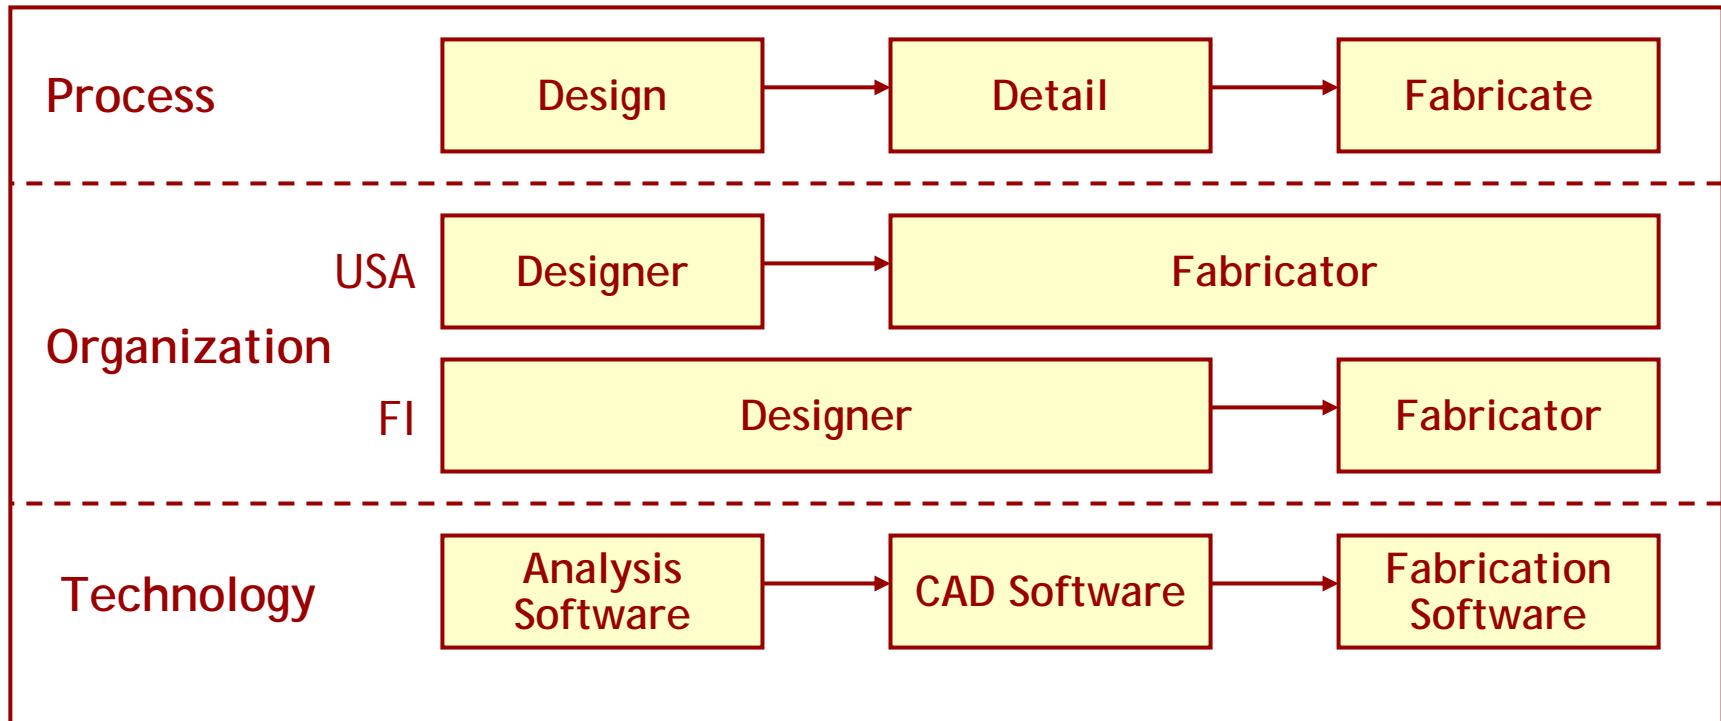 Process
Design
Detail
Fabricate
Organization
USA
Designer
Fabricator
FI
Designer
Fabricator
Technology
Analysis
Software
CAD Software
Fabrication
Software